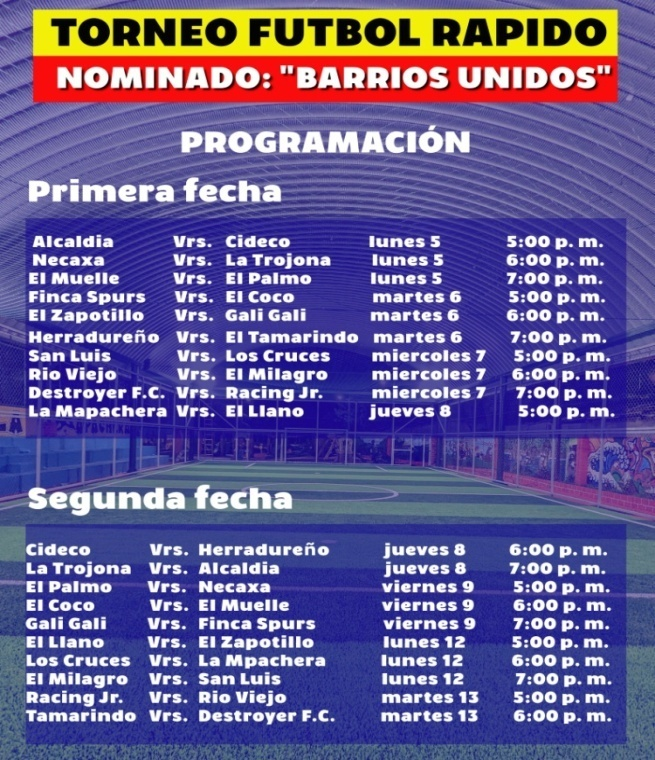 TORNEO FUTBOL RAPIDO
NOMINADO: "BARRIOS UNIDOS"
PROGRAMACIÓN
Primera fecha
Alcaldia Vrs. Cideco lunes 5 5:00 p. m.
Necaxa Vrs. La Trojona lunes 5 6:00 p. m.
El Muelle Vrs. El Palmo lunes 5 7:00 p. m.
Finca Spurs Vrs. El Coco martes 6 5:00 p. m.
El Zapotillo Vrs. Gali Gali martes 6 6:00 p. m.
Herradureño Vrs. El Tamarindo martes 6 7:00 p. m.
San Luis Vrs. Los Cruces miercoles 7 5:00 p. m.
Rio Viejo Vrs. El Milagro miercoles 7 6:00 p. m.
Destroyer F.C. Vrs. Racing Jr. miercoles 7 7:00 p. m.
La Mapachera Vrs. El Llano jueves 8 5:00 p. m.
Segunda fecha
Cideco Vrs. Herradureño jueves 8 6:00 p. m.
La Trojona Vrs. Alcaldia jueves 8 7:00 p. m.
El Palmo Vrs. Necaxa viernes 9 5:00 p. m.
El Coco Vrs. El Muelle viernes 9 6:00 p. m.
Gali Gali Vrs. Finca Spurs viernes 9 7:00 p. m.
El Llano Vrs. El Zapotillo lunes 12 5:00 p. m.
Los Cruces Vrs. La Mpachera lunes 12 6:00 p. m.
El Milagro Vrs. San Luis lunes 12 7:00 p. m.
Racing Jr. Vrs. Rio Viejo martes 13 5:00 p. m.
Tamarindo Vrs. Destroyer F.C. martes 13 6:00 p. m.